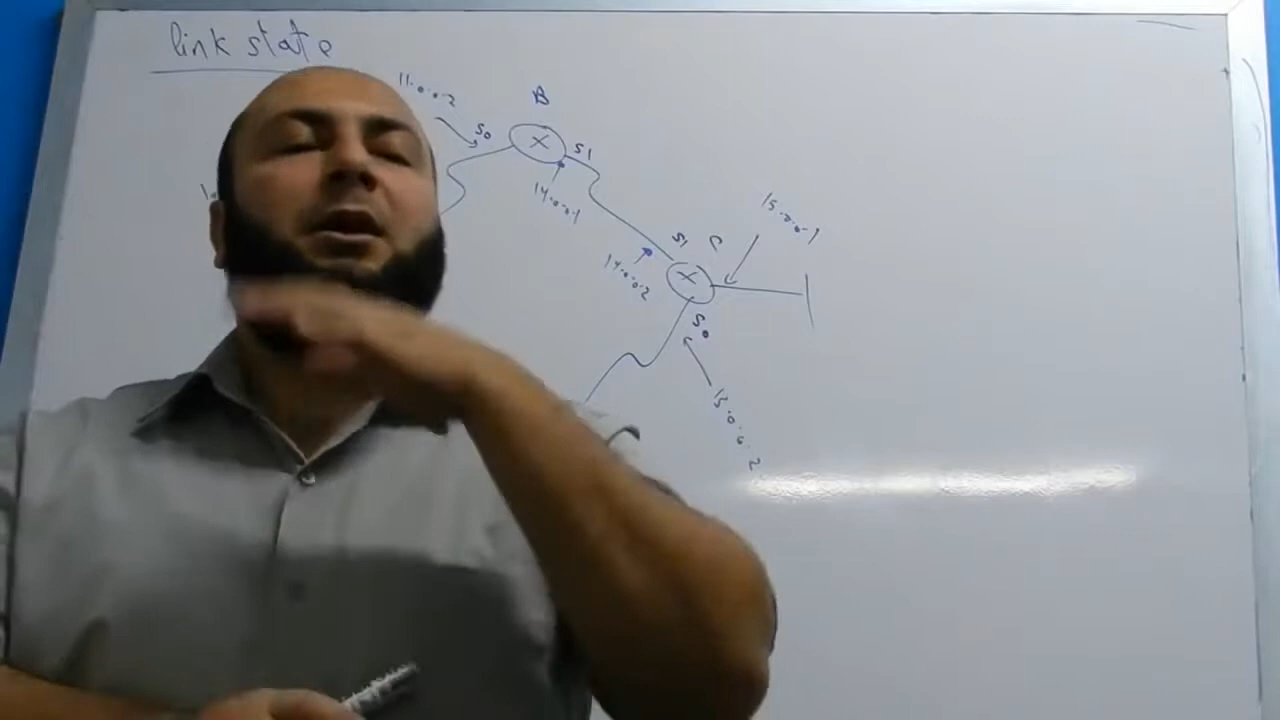 link state
11.0.0.2
B
S0
X
S1
14.0.0.1
15.0.0.1
S1
C
14.0.0.2
X
S0
13.0.0.2